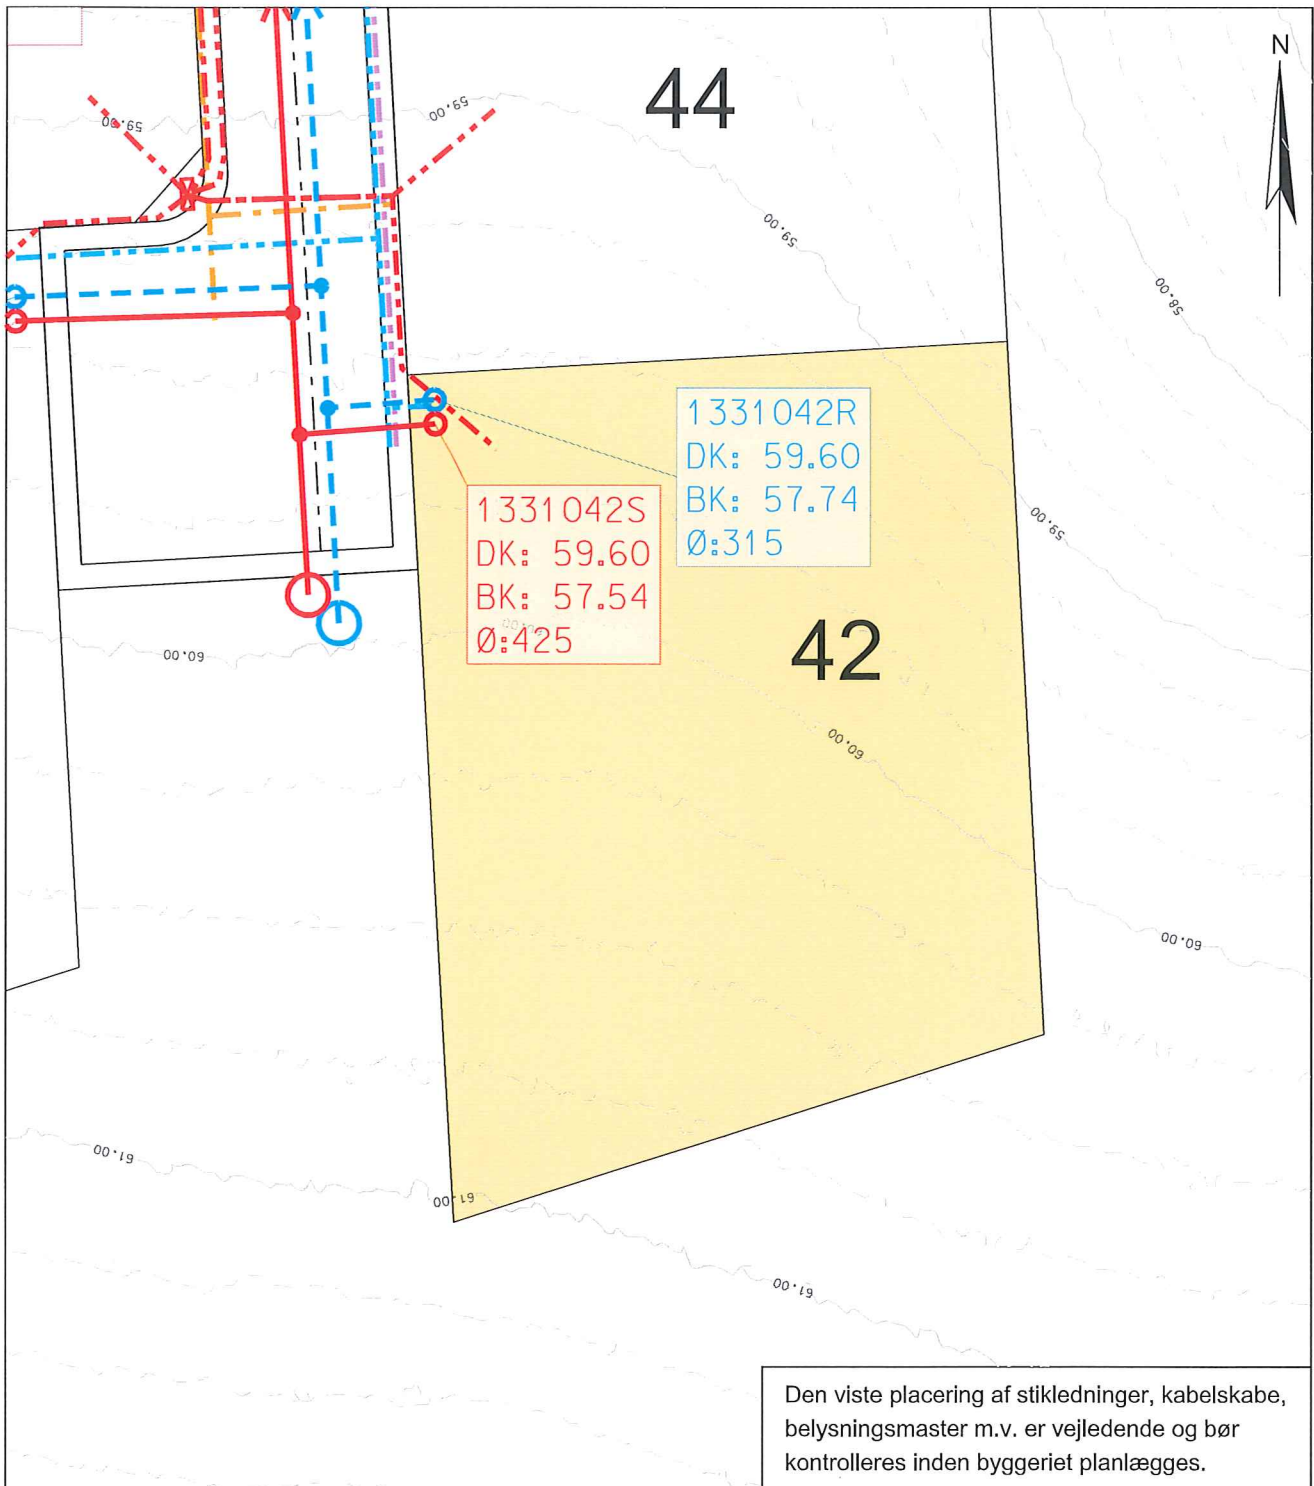 N
44
59.00
59.00
59.00
58.00
1331042R
DK: 59.60
BK: 57.74
Ø:315
1331042S
DK: 59.60
BK: 57.54
Ø:425
59.00
60.00
60.00
42
60.00
60.00
61.00
61.00
61.00
Den viste placering af stikledninger, kabelskabe,
belysningsmaster m.v. er vejledende og bør
kontrolleres inden byggeriet planlægges.